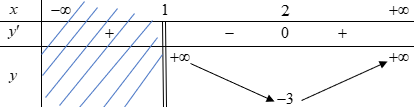 x −∞ 1 2 +∞
y′ + − 0 +
y +∞ −3 +∞